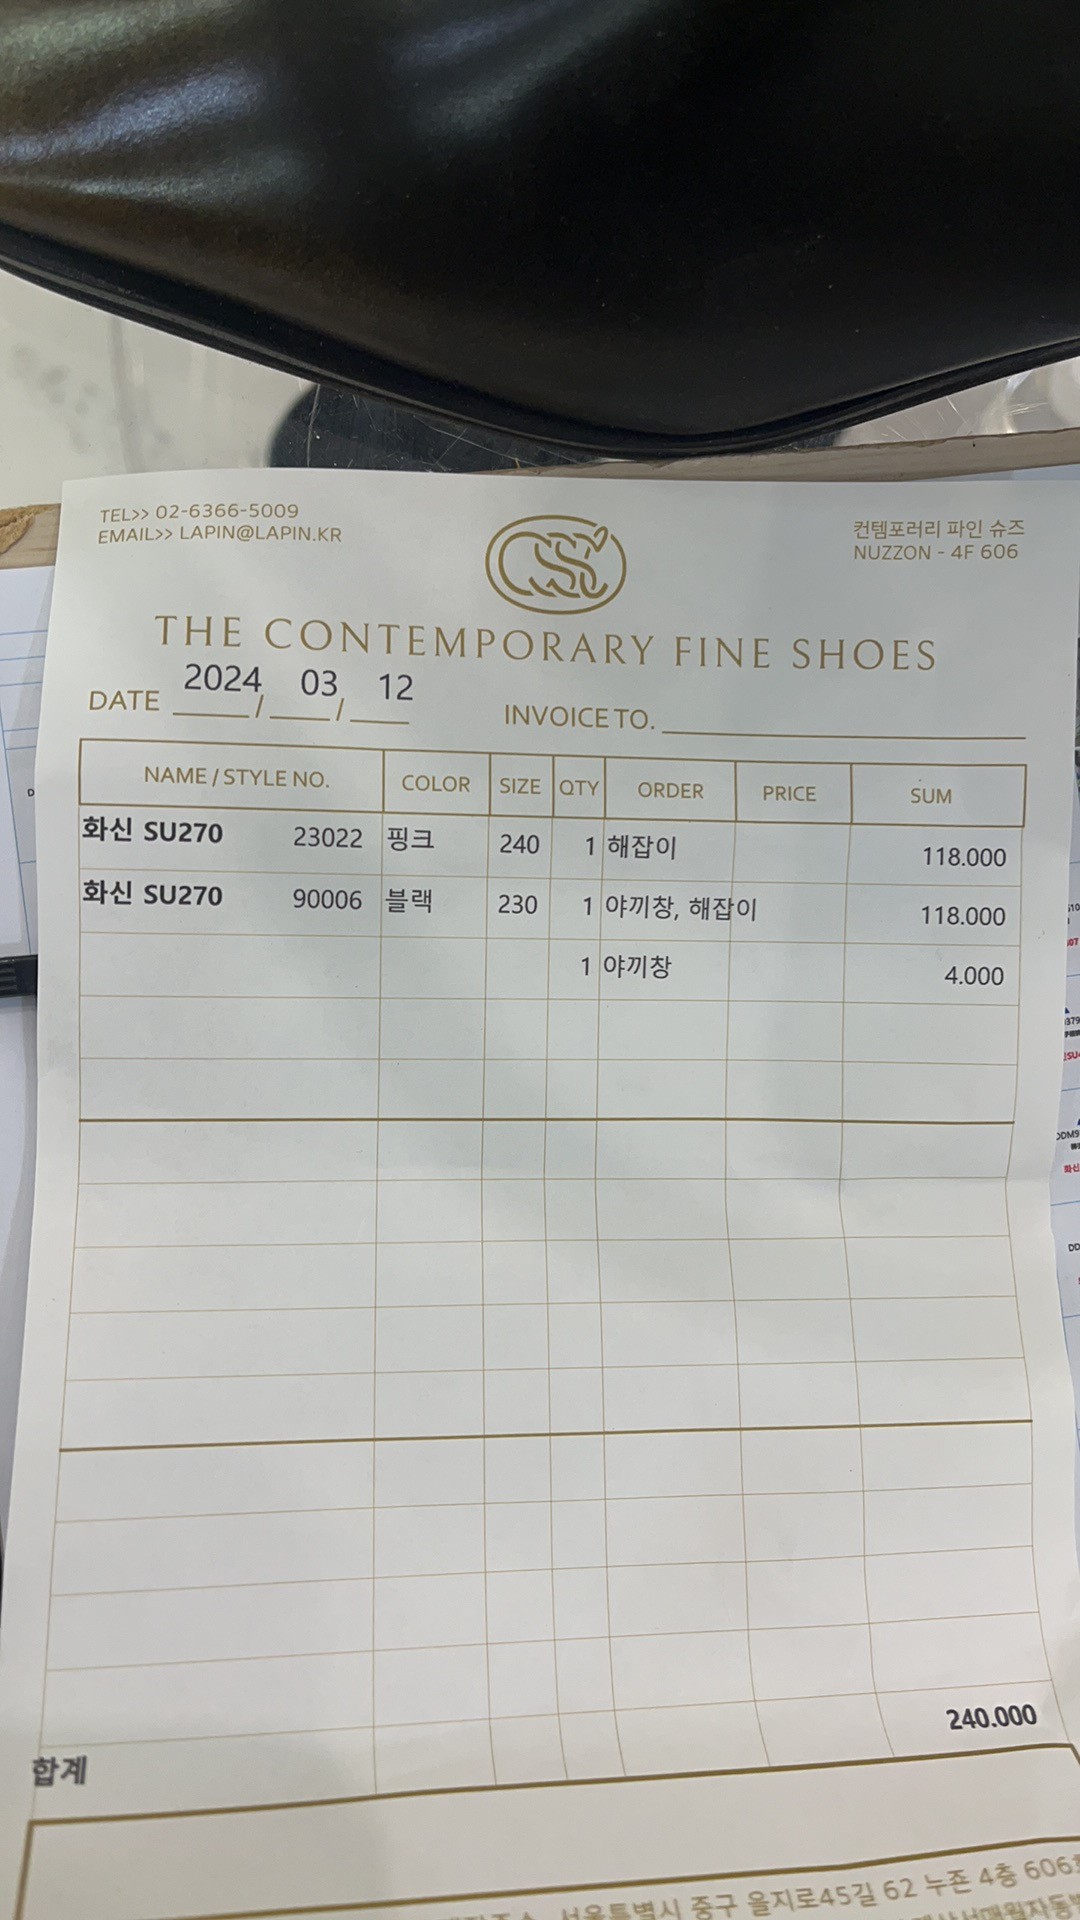 TEL>> 02-6366-5009
EMAIL>> LAPIN@LAPIN.KR
컨템포러리 파인 슈즈
NUZZON - 4F 606
THE CONTEMPORARY FINE SHOES
DATE 2024 / 03 / 12 INVOICE TO.
NAME / STYLE NO. COLOR SIZE QTY ORDER PRICE SUM
화신 SU270 23022 핑크 240 1 해잡이 118.000
화신 SU270 90006 블랙 230 1 야끼창, 해잡이 118.000
1 야끼창 4.000
240.000
합계
서울특별시 중구 을지로45길 62 누죤 4층 606